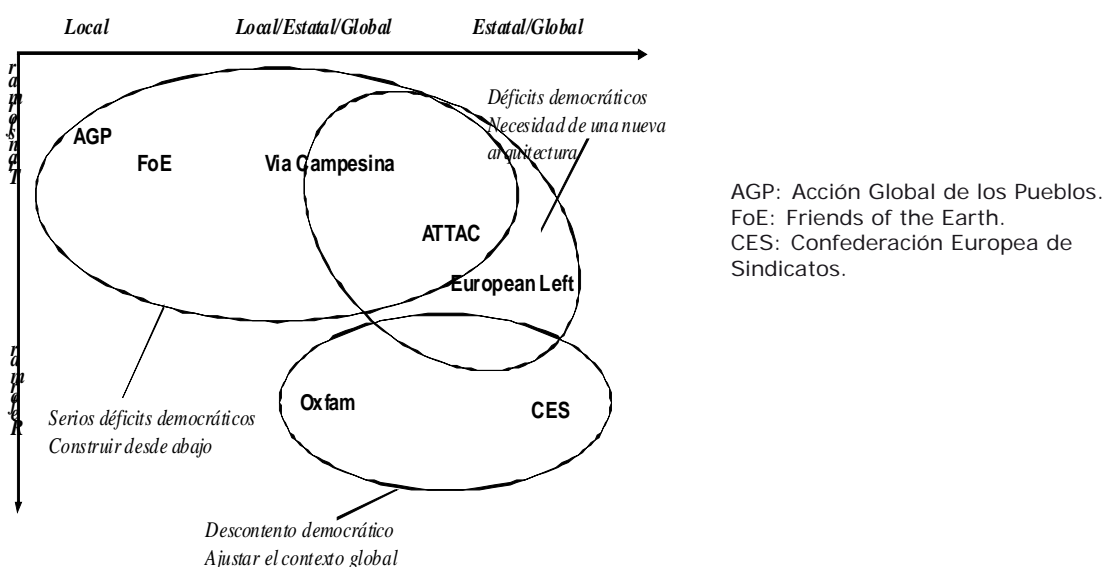 Local
Local/Estatal/Global
Estatal/Global
Transformar
Reformar
Déficits democráticos
Necesidad de una nueva
arquitectura
AGP
FoE
Via Campesina
ATTAC
European Left
Oxfam
CES
Serios déficits democráticos
Construir desde abajo
Descontento democrático
Ajustar el contexto global
AGP: Acción Global de los Pueblos.
FoE: Friends of the Earth.
CES: Confederación Europea de
Sindicatos.